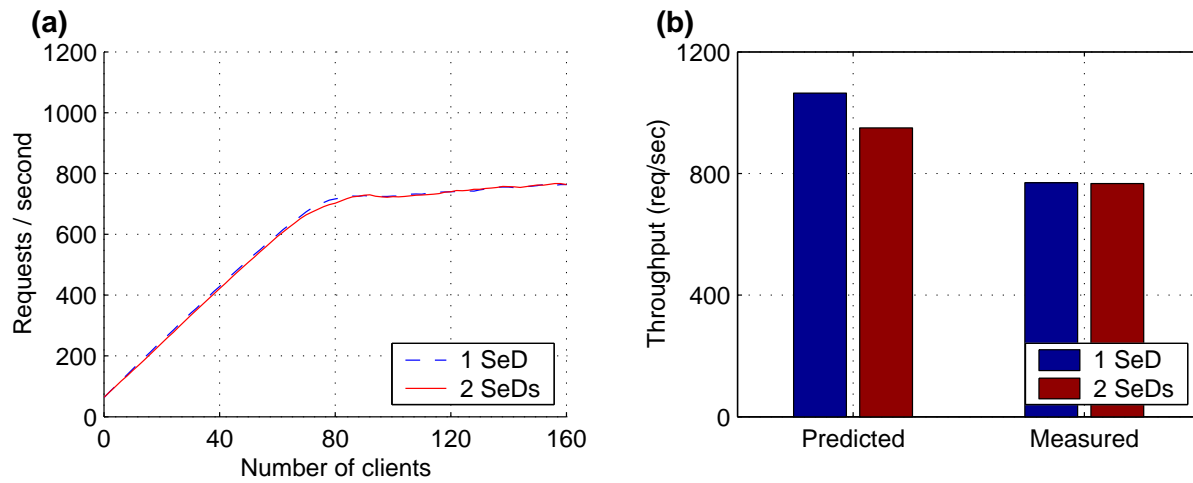 (a)
1200
1000
800
600
400
200
0
Requests / second
0 40 80 120 160
Number of clients
1 SeD
2 SeDs
(b)
1200
800
400
0
Throughput (req/sec)
Predicted Measured
1 SeD
2 SeDs